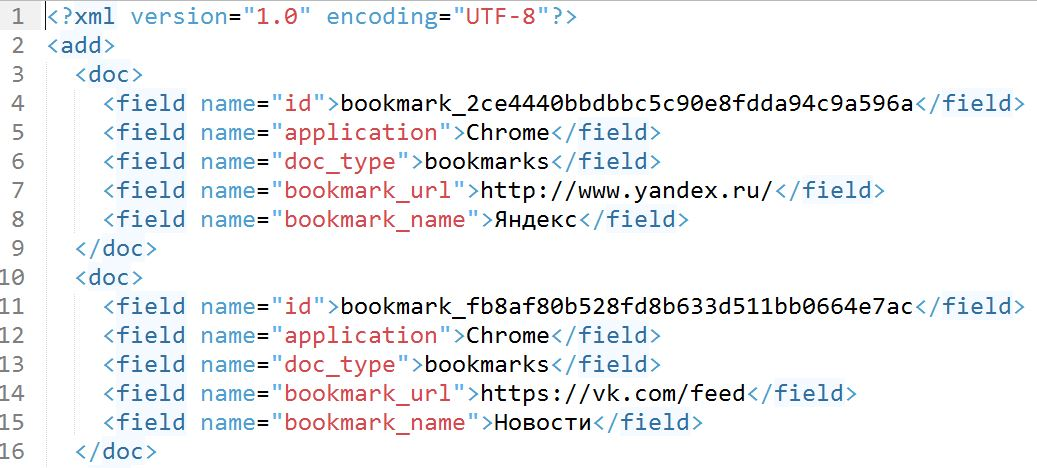 1 <?xml version="1.0" encoding="UTF-8"?>
2 <add>
3 <doc>
4 <field name="id">bookmark_2ce4440bbdbbc5c90e8fdda94c9a596a</field>
5 <field name="application">Chrome</field>
6 <field name="doc_type">bookmarks</field>
7 <field name="bookmark_url">http://www.yandex.ru/</field>
8 <field name="bookmark_name">Яндекс</field>
9 </doc>
10 <doc>
11 <field name="id">bookmark_fb8af80b528fd8b633d511bb0664e7ac</field>
12 <field name="application">Chrome</field>
13 <field name="doc_type">bookmarks</field>
14 <field name="bookmark_url">https://vk.com/feed</field>
15 <field name="bookmark_name">Новости</field>
16 </doc>